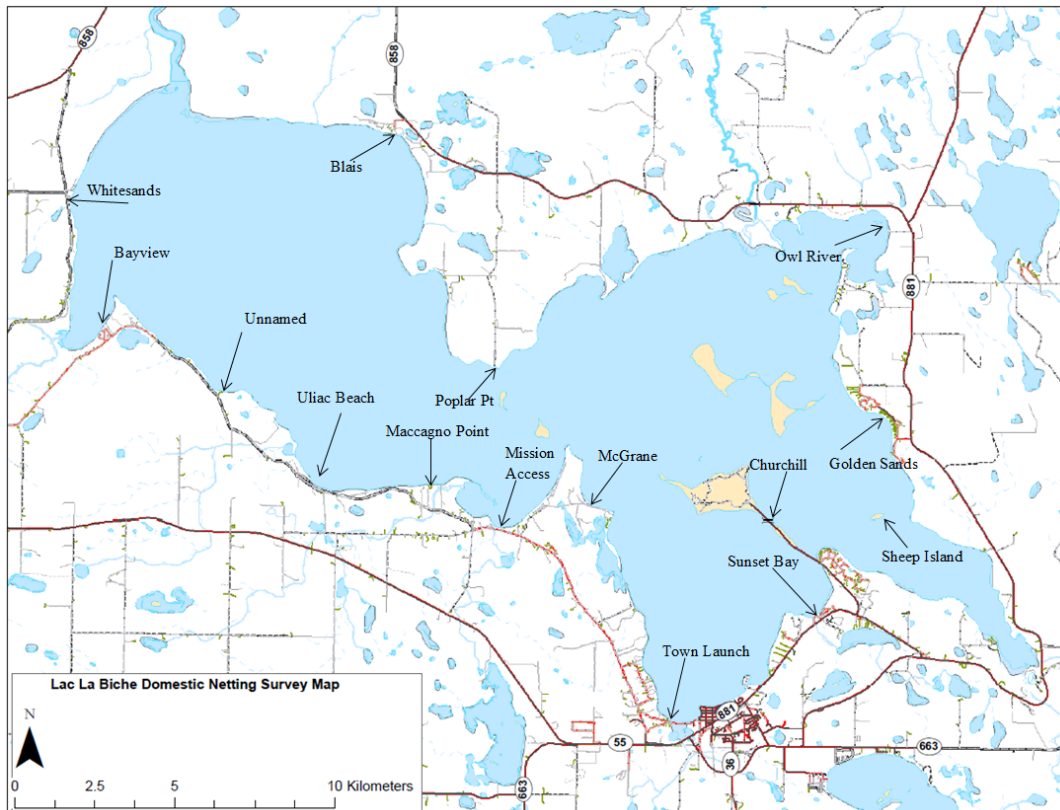 858
858
Blais
Whitesands
Bayview
Owl River
881
Unnamed
Uliac Beach
Poplar Pt
Maccagno Point
Mission
Access
McGrane
Churchill
Golden Sands
Sheep Island
Sunset Bay
Town Launch
Lac La Biche Domestic Netting Survey Map
N
881
55
663
36
663
0 2.5 5 10 Kilometers